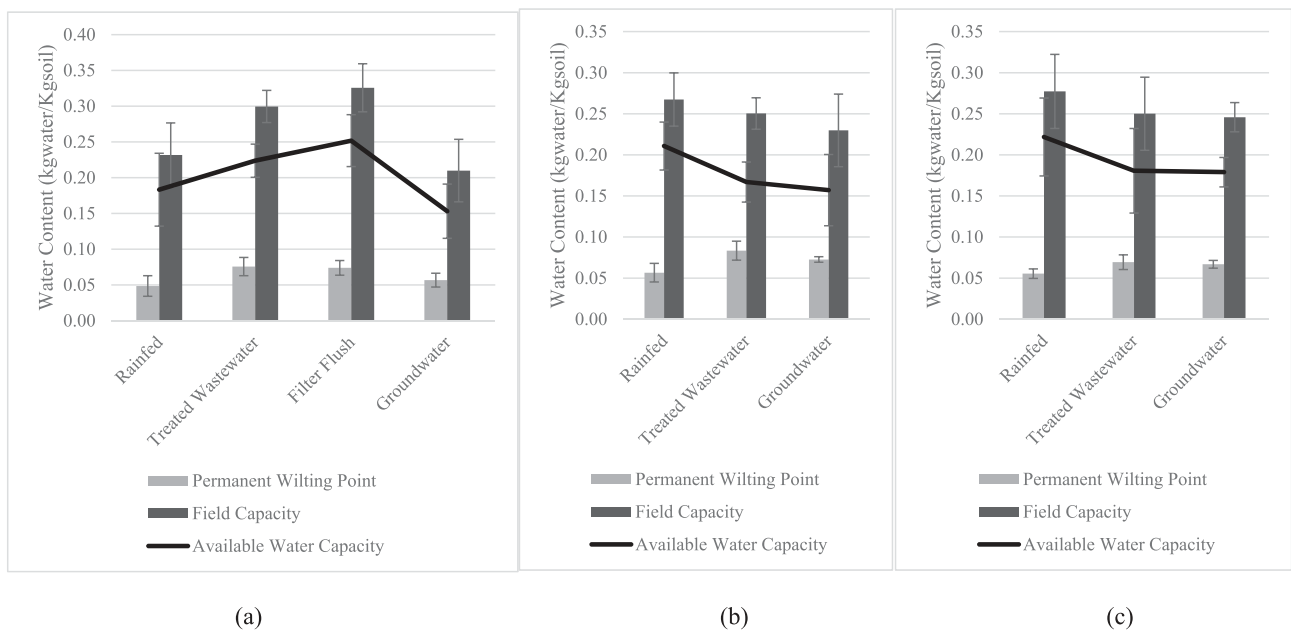 Water Content (kgwater/Kgsoil)
0.40
0.35
0.30
0.25
0.20
0.15
0.10
0.05
0.00
Rainfed
Treated Wastewater
Filter Flush
Groundwater
Permanent Wilting Point
Field Capacity
Available Water Capacity
(a)
Water Content (kgwater/Kgsoil)
0.35
0.30
0.25
0.20
0.15
0.10
0.05
0.00
Rainfed
Treated Wastewater
Groundwater
Permanent Wilting Point
Field Capacity
Available Water Capacity
(b)
Water Content (kgwater/Kgsoil)
0.35
0.30
0.25
0.20
0.15
0.10
0.05
0.00
Rainfed
Treated Wastewater
Groundwater
Permanent Wilting Point
Field Capacity
Available Water Capacity
(c)